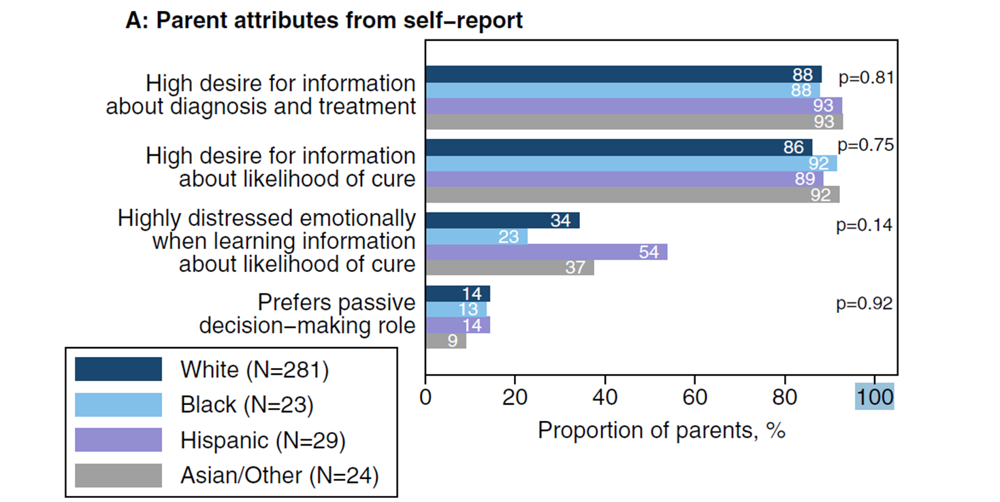 A: Parent attributes from self–report
High desire for information
about diagnosis and treatment
88
88
93
93
p=0.81
High desire for information
about likelihood of cure
86
92
89
92
p=0.75
Highly distressed emotionally
when learning information
about likelihood of cure
34
23
54
37
p=0.14
Prefers passive
decision–making role
14
13
14
9
p=0.92
0 20 40 60 80 100
Proportion of parents, %
White (N=281)
Black (N=23)
Hispanic (N=29)
Asian/Other (N=24)